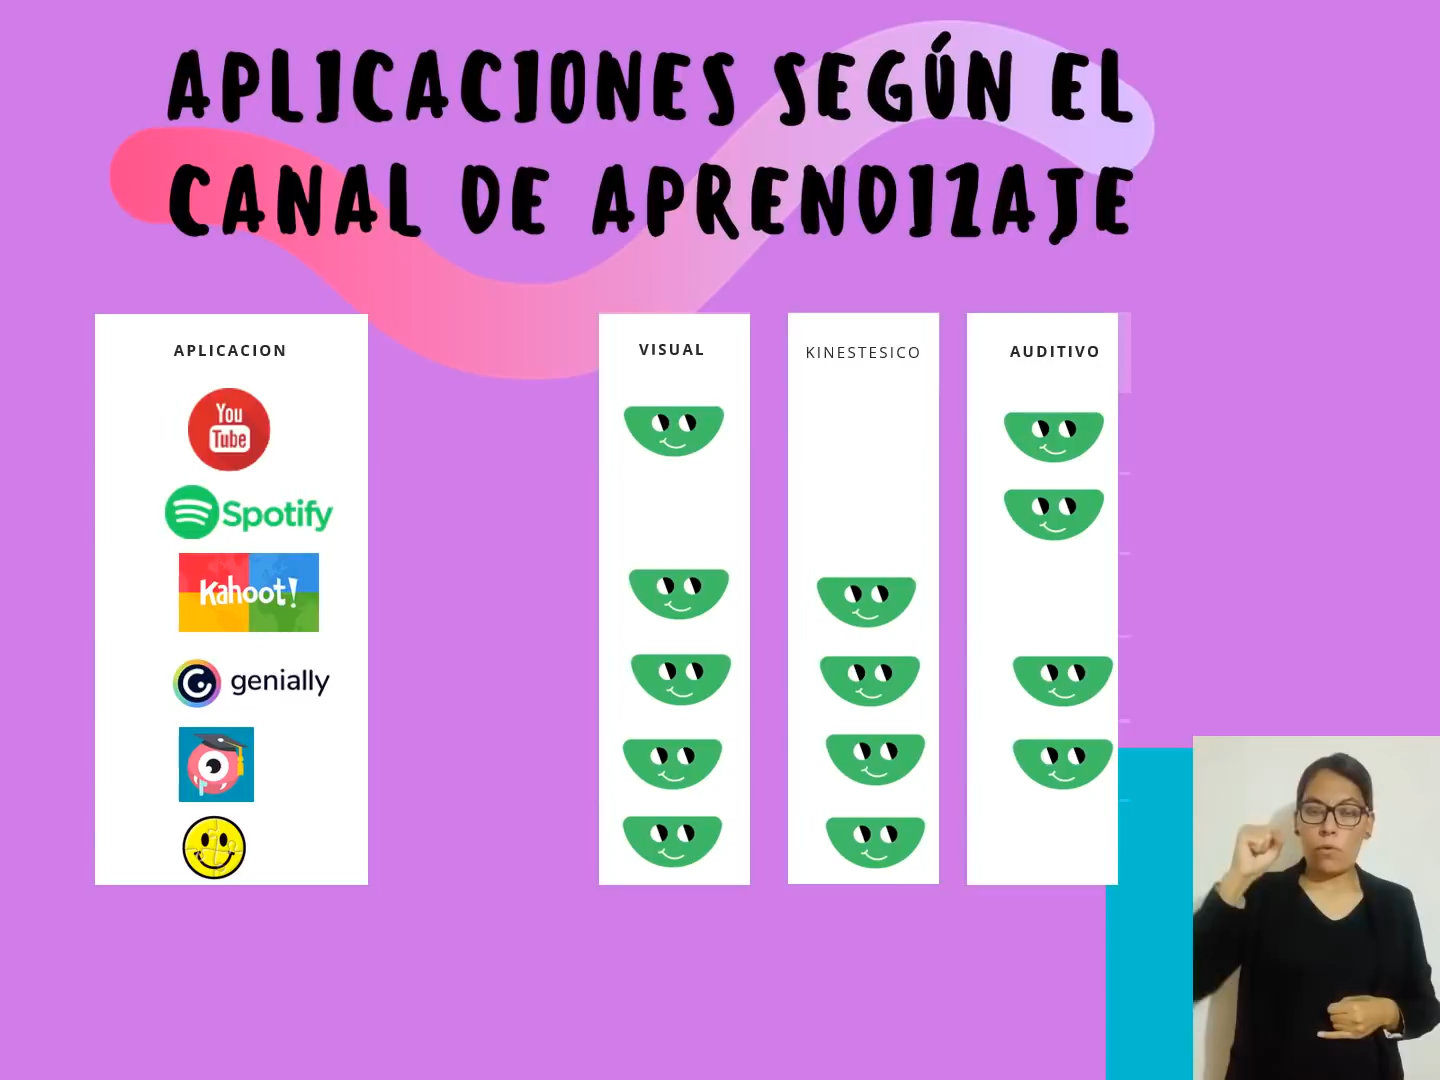 APLICACIONES SEGÚN EL
CANAL DE APRENDIZAJE
APLICACION
VISUAL
KINESTESICO
AUDITIVO
You
Tube
Spotify
Kahoot!
genially